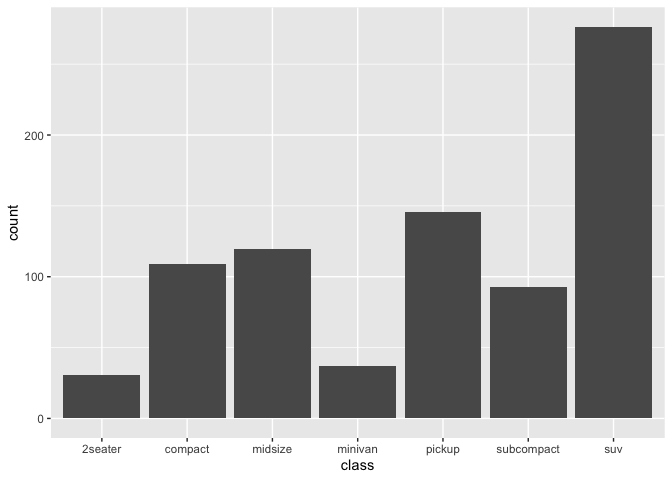 200
100
0
count
2seater compact midsize minivan pickup subcompact suv
class